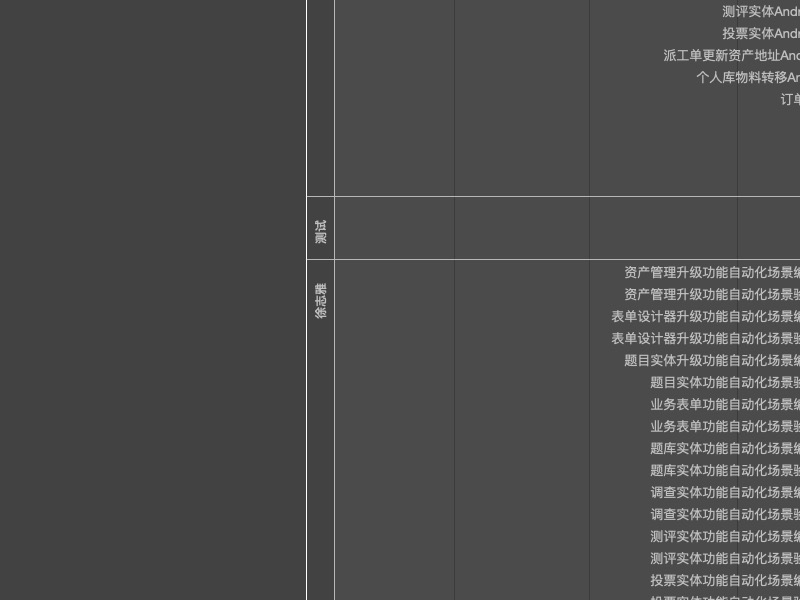 测评实体Andr
投票实体Andr
派工单更新资产地址And
个人库物料转移An
订单
测试
徐志雅
资产管理升级功能自动化场景编
资产管理升级功能自动化场景验
表单设计器升级功能自动化场景编
表单设计器升级功能自动化场景验
题目实体升级功能自动化场景编
题目实体功能自动化场景验
业务表单功能自动化场景编
业务表单功能自动化场景验
题库实体功能自动化场景编
题库实体功能自动化场景验
调查实体功能自动化场景编
调查实体功能自动化场景验
测评实体功能自动化场景编
测评实体功能自动化场景验
投票实体功能自动化场景编
投票实体功能自动化场景验